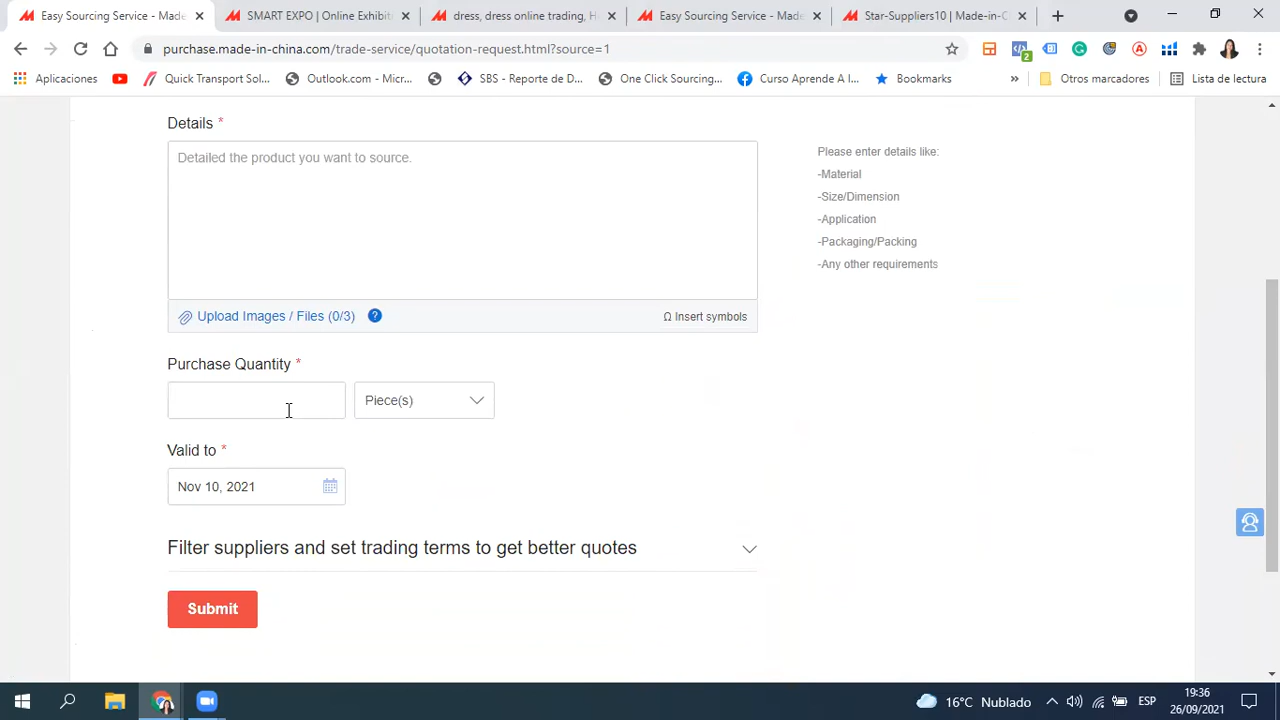 Easy Sourcing Service - Made
SMART EXPO | Online Exhibiti
dress, dress online trading, H
Easy Sourcing Service - Made
Star-Suppliers10 | Made-in-C
purchase.made-in-china.com/trade-service/quotation-request.html?source=1
2
Aplicaciones
Quick Transport Sol...
Outlook.com - Micr...
SBS - Reporte de D...
One Click Sourcing...
Curso Aprende A I...
Bookmarks
»
Otros marcadores
Lista de lectura
Details *
Detailed the product you want to source.
Please enter details like:
-Material
-Size/Dimension
-Application
-Packaging/Packing
-Any other requirements
Upload Images / Files (0/3) ?
Ω Insert symbols
Purchase Quantity *
Piece(s)
Valid to *
Nov 10, 2021
Filter suppliers and set trading terms to get better quotes
Submit
16°C Nublado
ESP
19:36
26/09/2021